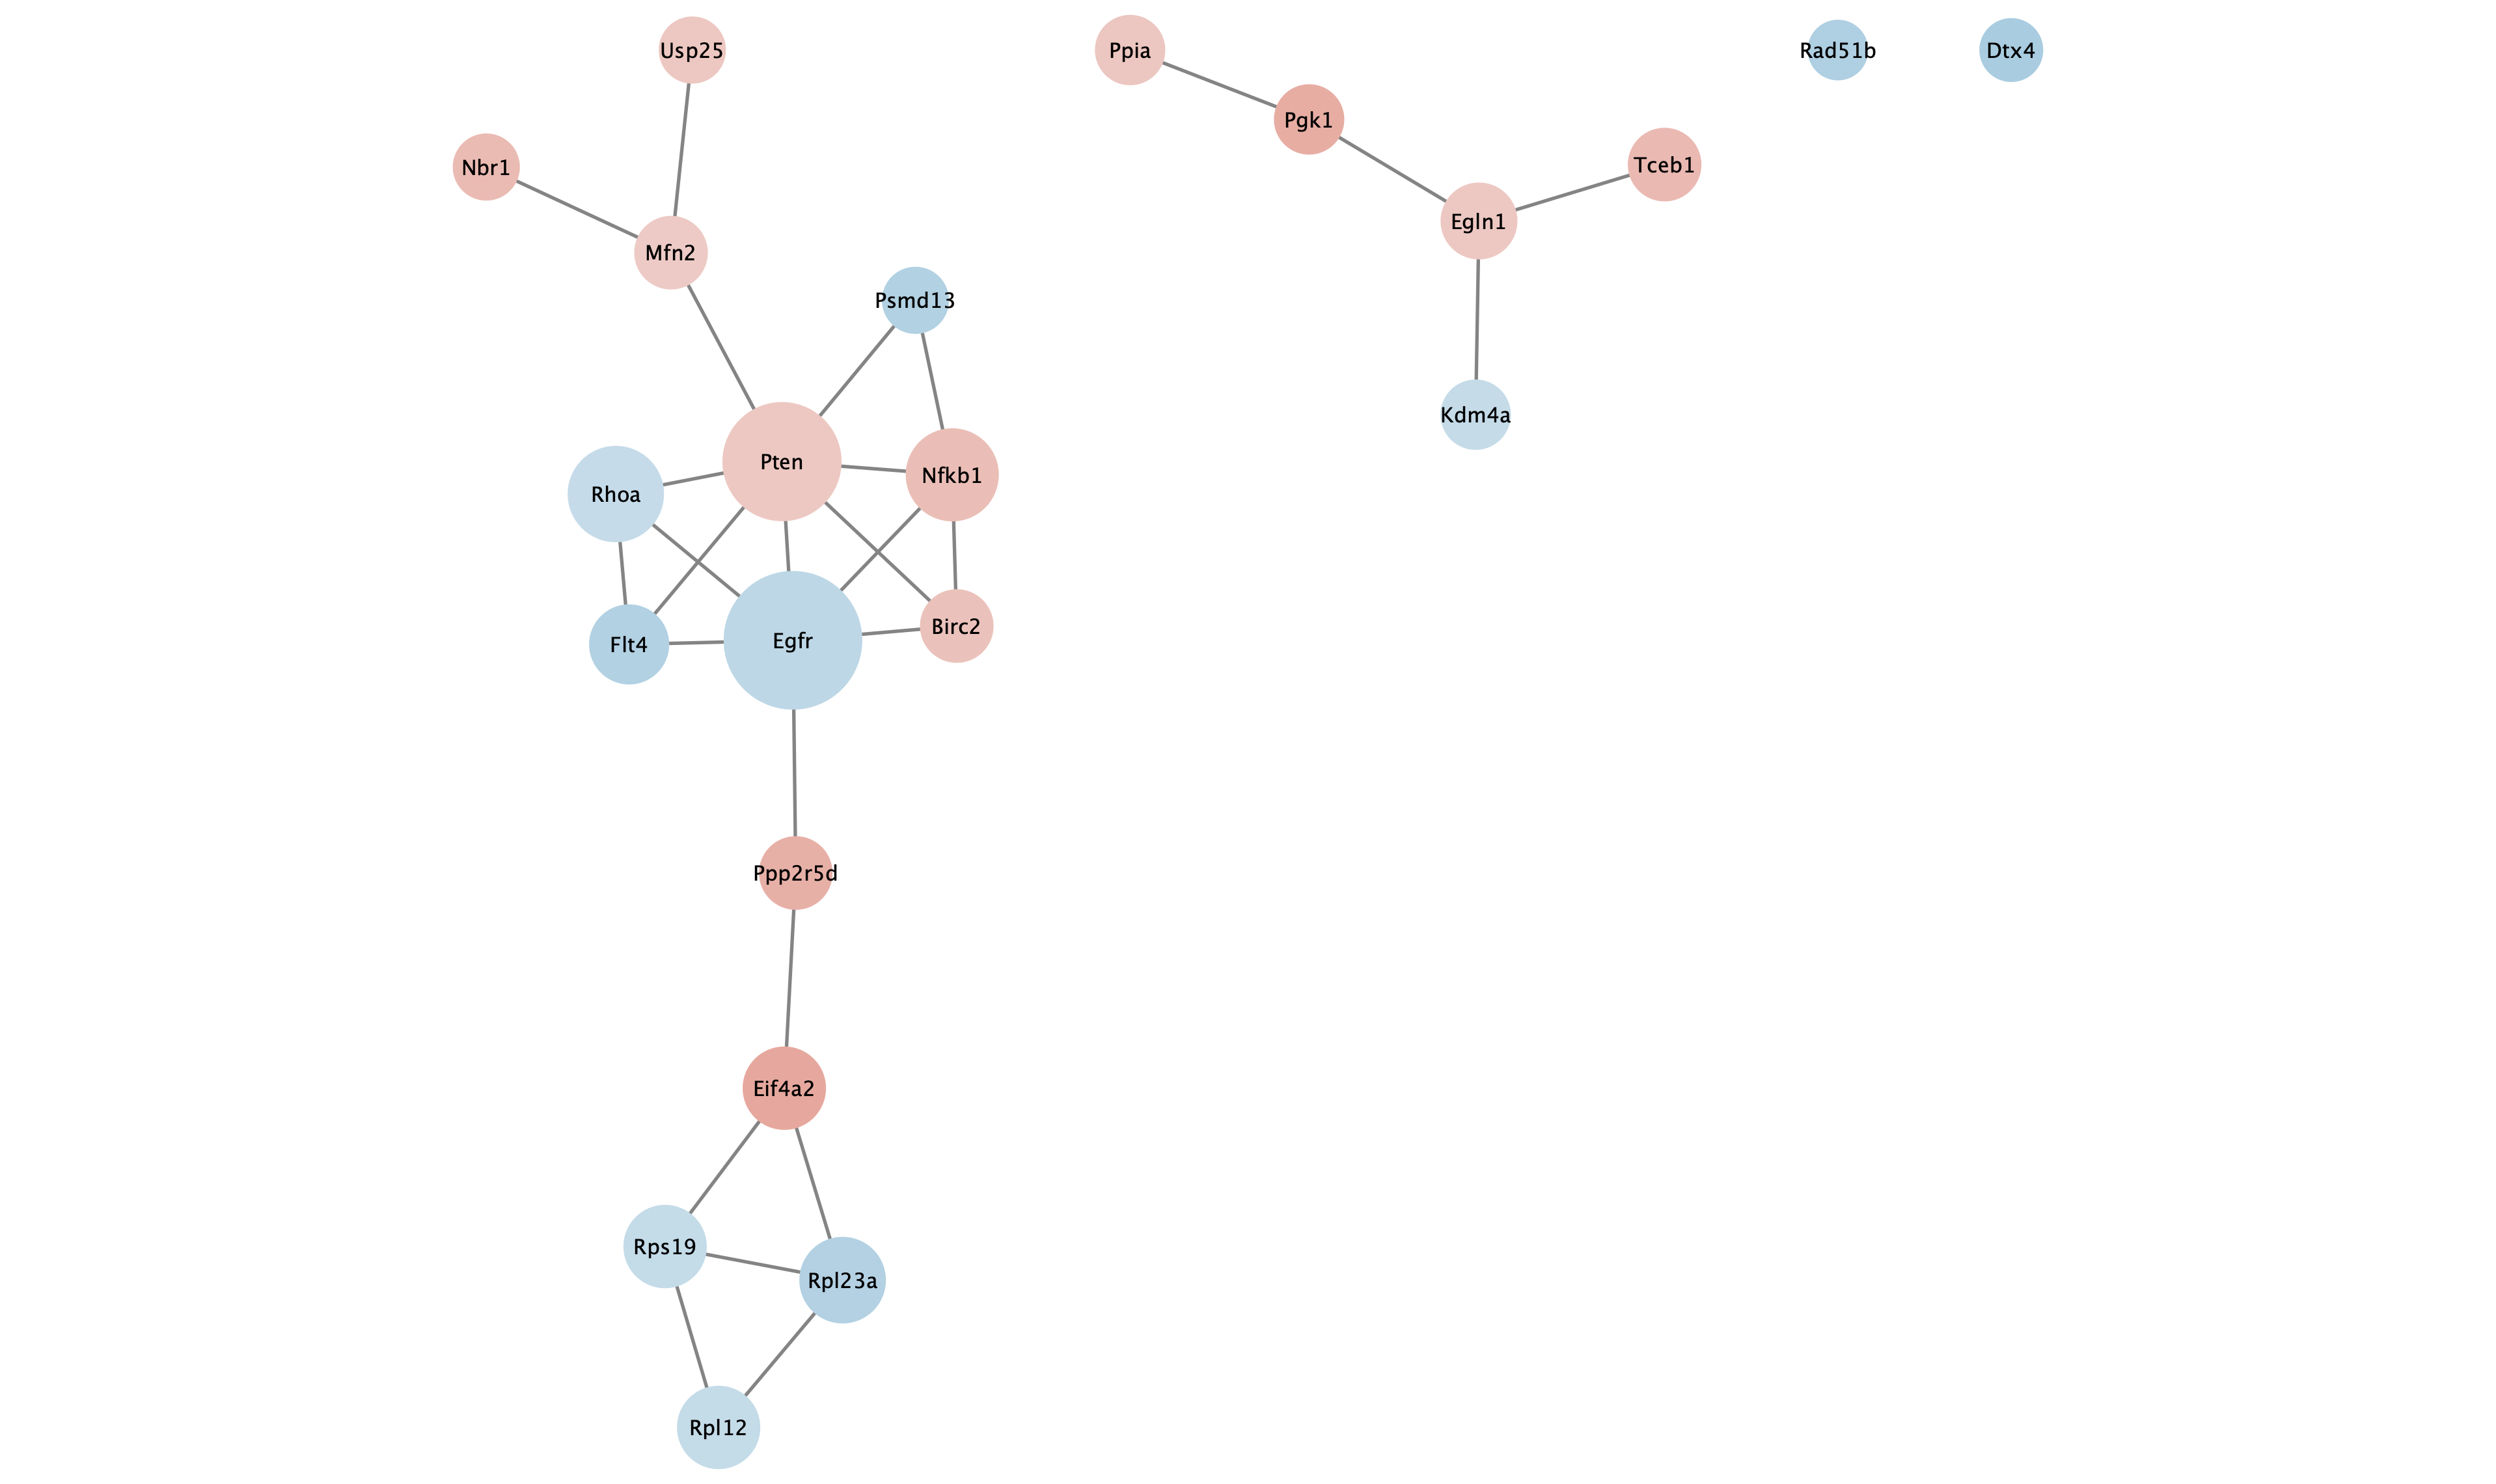 Usp25
Ppia
Rad51b
Dtx4
Pgk1
Nbr1
Tceb1
Egln1
Mfn2
Psmd13
Kdm4a
Pten
Nfkb1
Rhoa
Birc2
Egfr
Flt4
Ppp2r5d
Eif4a2
Rps19
Rpl23a
Rpl12